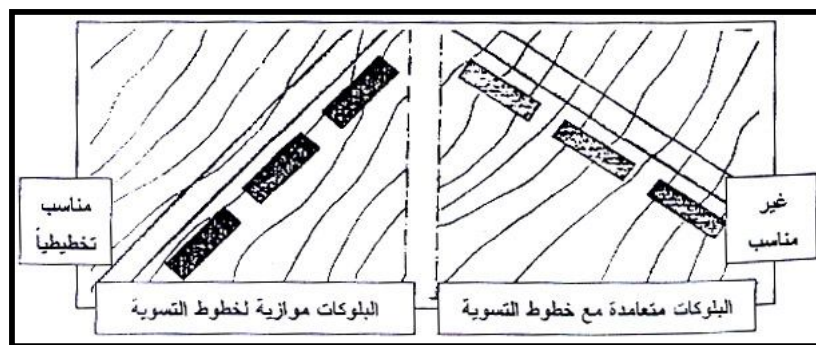 غير
مناسب
مناسب
تخطيطياً
البلوكات متعامدة مع خطوط التسوية
البلوكات موازية لخطوط التسوية